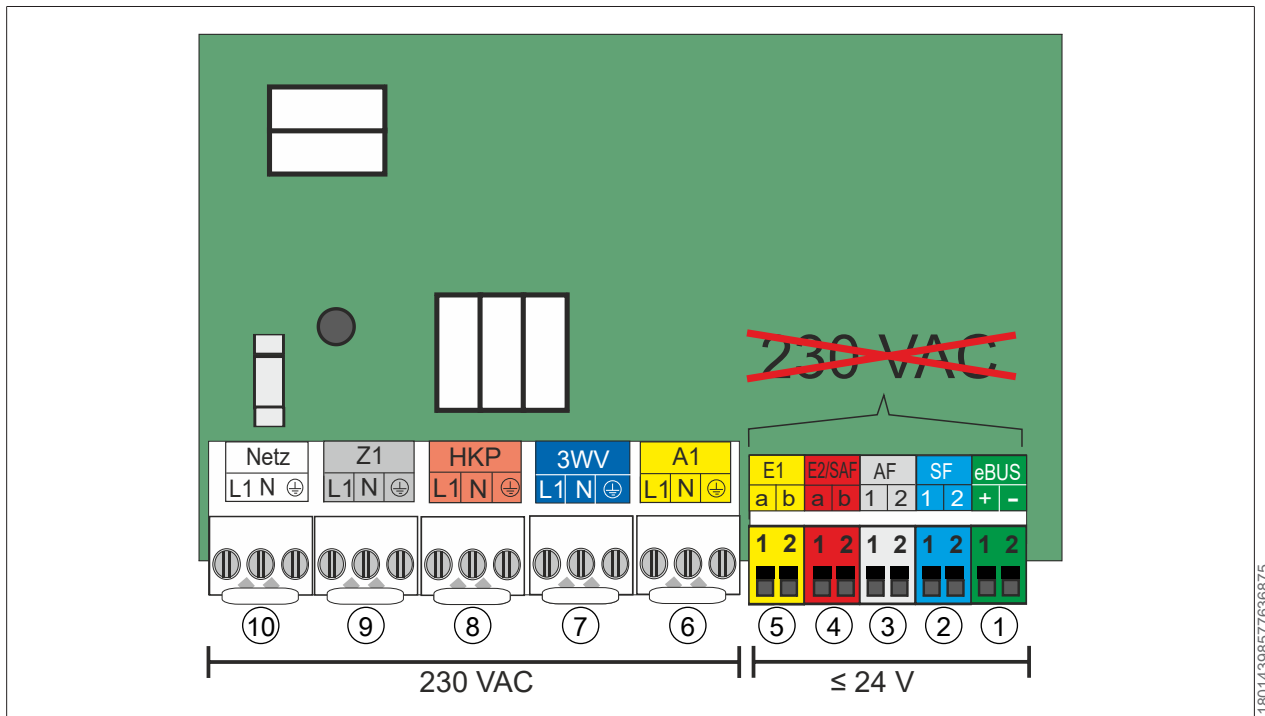 230 VAC
Netz Z1 HKP 3WV A1
L1 N L1 N L1 N L1 N L1 N
E1 E2/SAF AF SF eBUS
a b a b 1 2 1 2 + -
1 2 1 2 1 2 1 2 1 2
10 9 8 7 6 5 4 3 2 1
230 VAC ≤ 24 V
18014398577636875